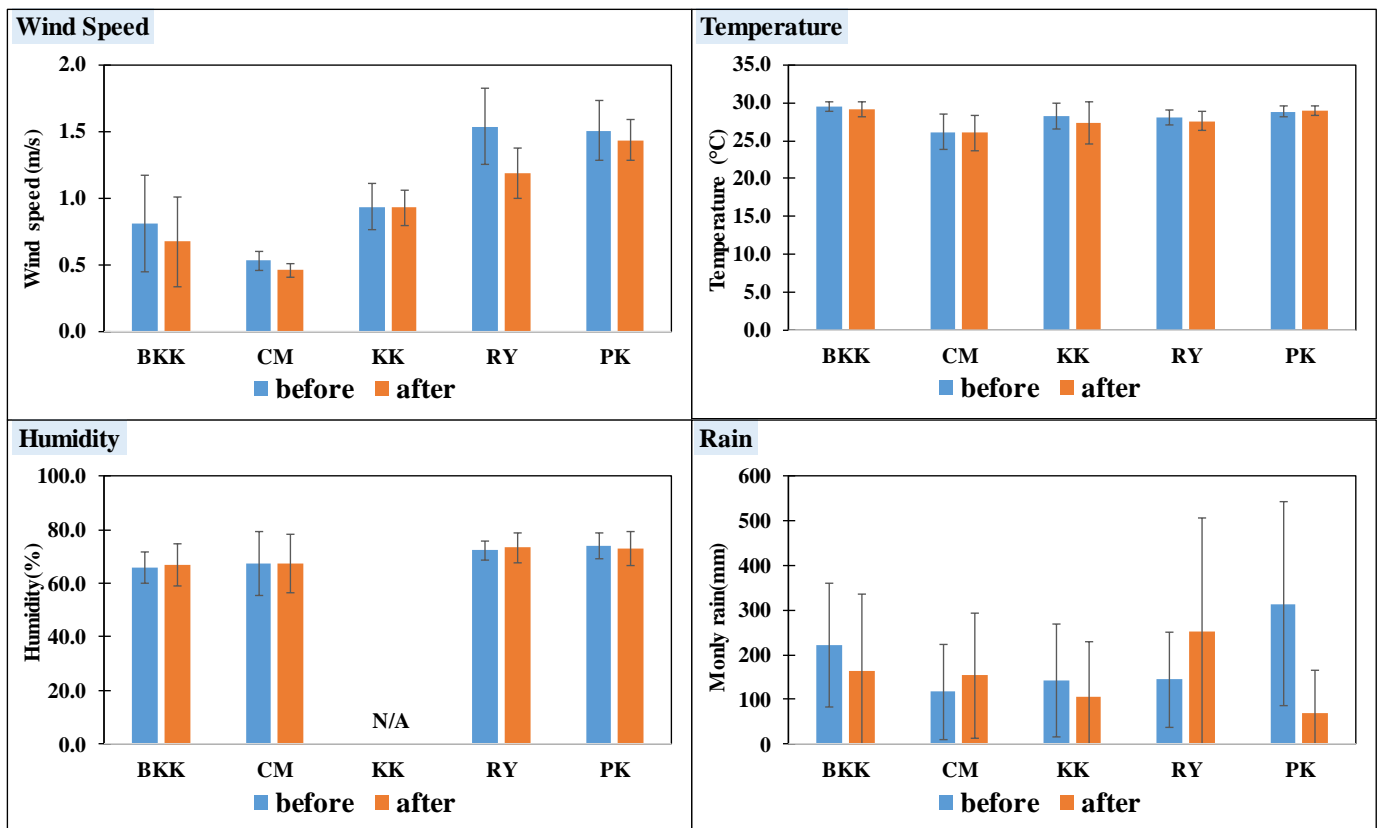 Wind Speed
Wind speed (m/s)
2.0
1.5
1.0
0.5
0.0
BKK CM KK RY PK
before after
Temperature
Temperature (°C)
35.0
30.0
25.0
20.0
15.0
10.0
5.0
0.0
BKK CM KK RY PK
before after
Humidity
Humidity(%)
100.0
80.0
60.0
40.0
20.0
0.0
N/A
BKK CM KK RY PK
before after
Rain
Monly rain(mm)
600
500
400
300
200
100
0
BKK CM KK RY PK
before after